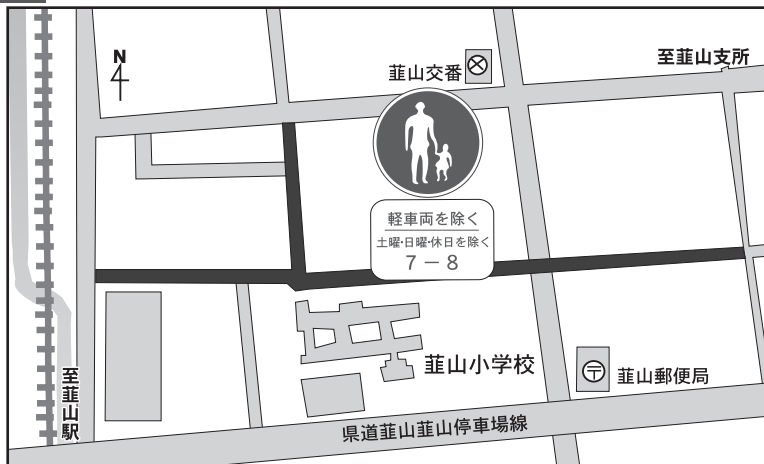 N
韮山交番
至韮山支所
軽車両を除く
土曜・日曜・休日を除く
7－8
韮山小学校
韮山郵便局
至韮山駅
県道韮山韮山停車場線